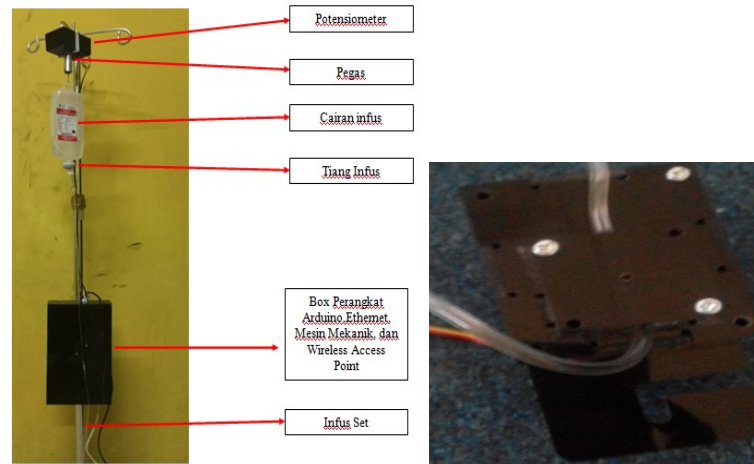 Potensiometer
Pegas
Cairan infus
Tiang Infus
Box Perangkat
Arduino,Ethernet,
Mesin Mekanik, dan
Wireless Access
Point
Infus Set